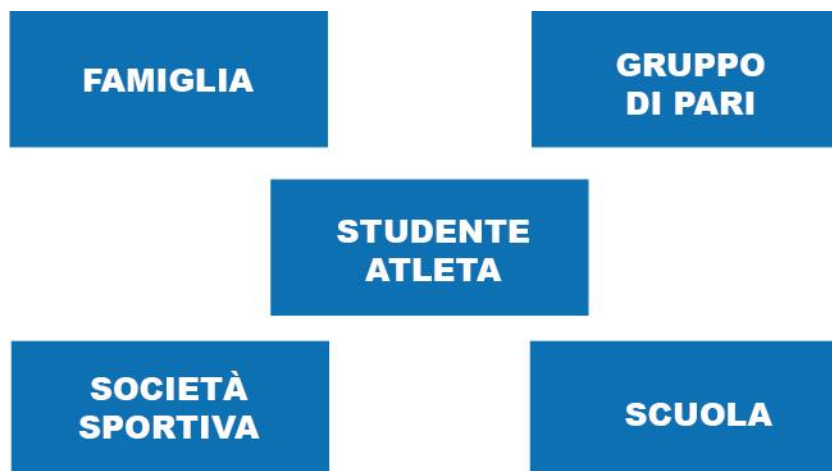 FAMIGLIA
GRUPPO
DI PARI
STUDENTE
ATLETA
SOCIETÀ
SPORTIVA
SCUOLA